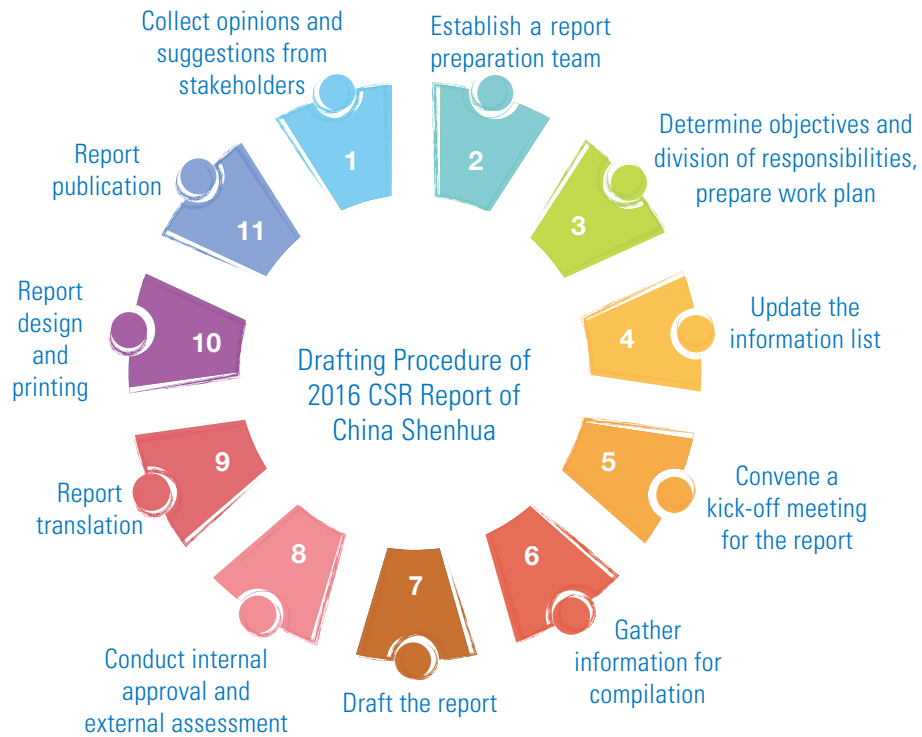 Drafting Procedure of
2016 CSR Report of
China Shenhua
1
Collect opinions and
suggestions from
stakeholders
2
Establish a report
preparation team
3
Determine objectives and
division of responsibilities,
prepare work plan
4
Update the
information list
5
Convene a
kick-off meeting
for the report
6
Gather
information for
compilation
7
Draft the report
8
Conduct internal
approval and
external assessment
9
Report
translation
10
Report
design
and
printing
11
Report
publication